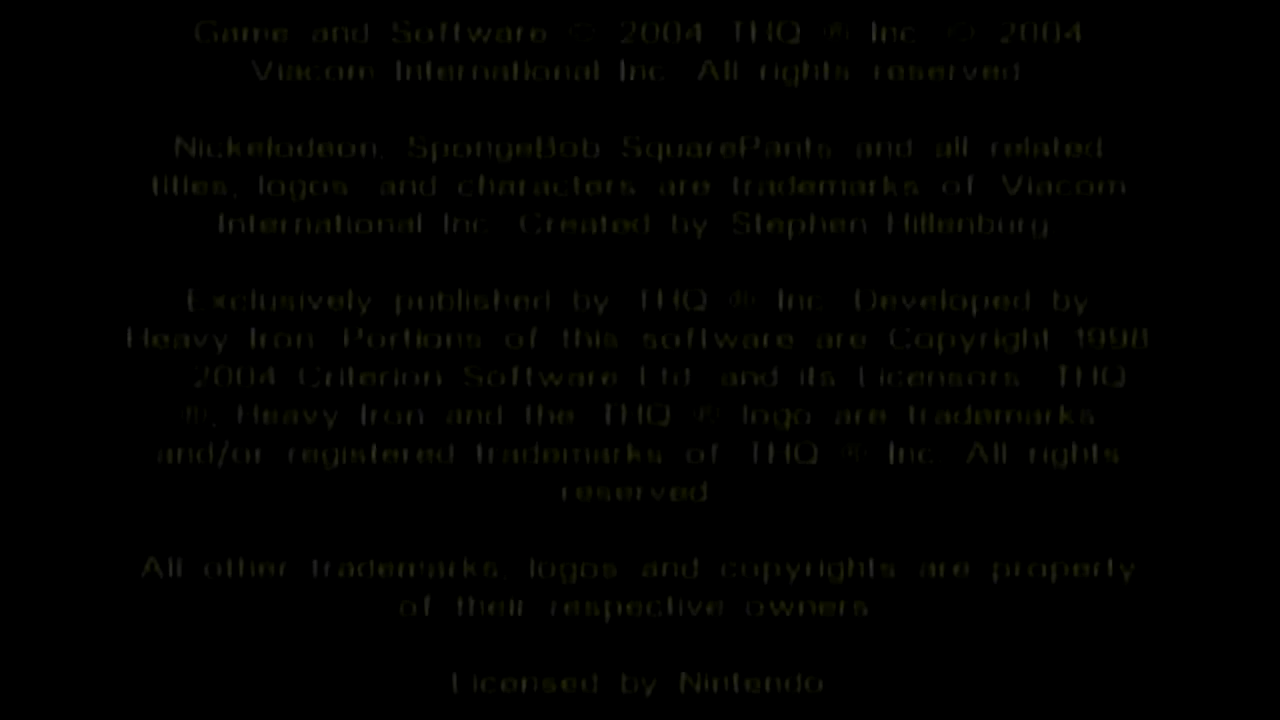 Game and Software © 2004 THQ ® Inc. © 2004
Viacom International Inc. All rights reserved.
Nickelodeon, SpongeBob SquarePants and all related
titles, logos, and characters are trademarks of Viacom
International Inc. Created by Stephen Hillenburg.
Exclusively published by THQ ® Inc. Developed by
Heavy Iron. Portions of this software are Copyright 1998
2004 Criterion Software Ltd. and its Licensors. THQ
®, Heavy Iron and the THQ ® logo are trademarks
and/or registered trademarks of THQ ® Inc. All rights
reserved.
All other trademarks, logos and copyrights are property
of their respective owners.
Licensed by Nintendo